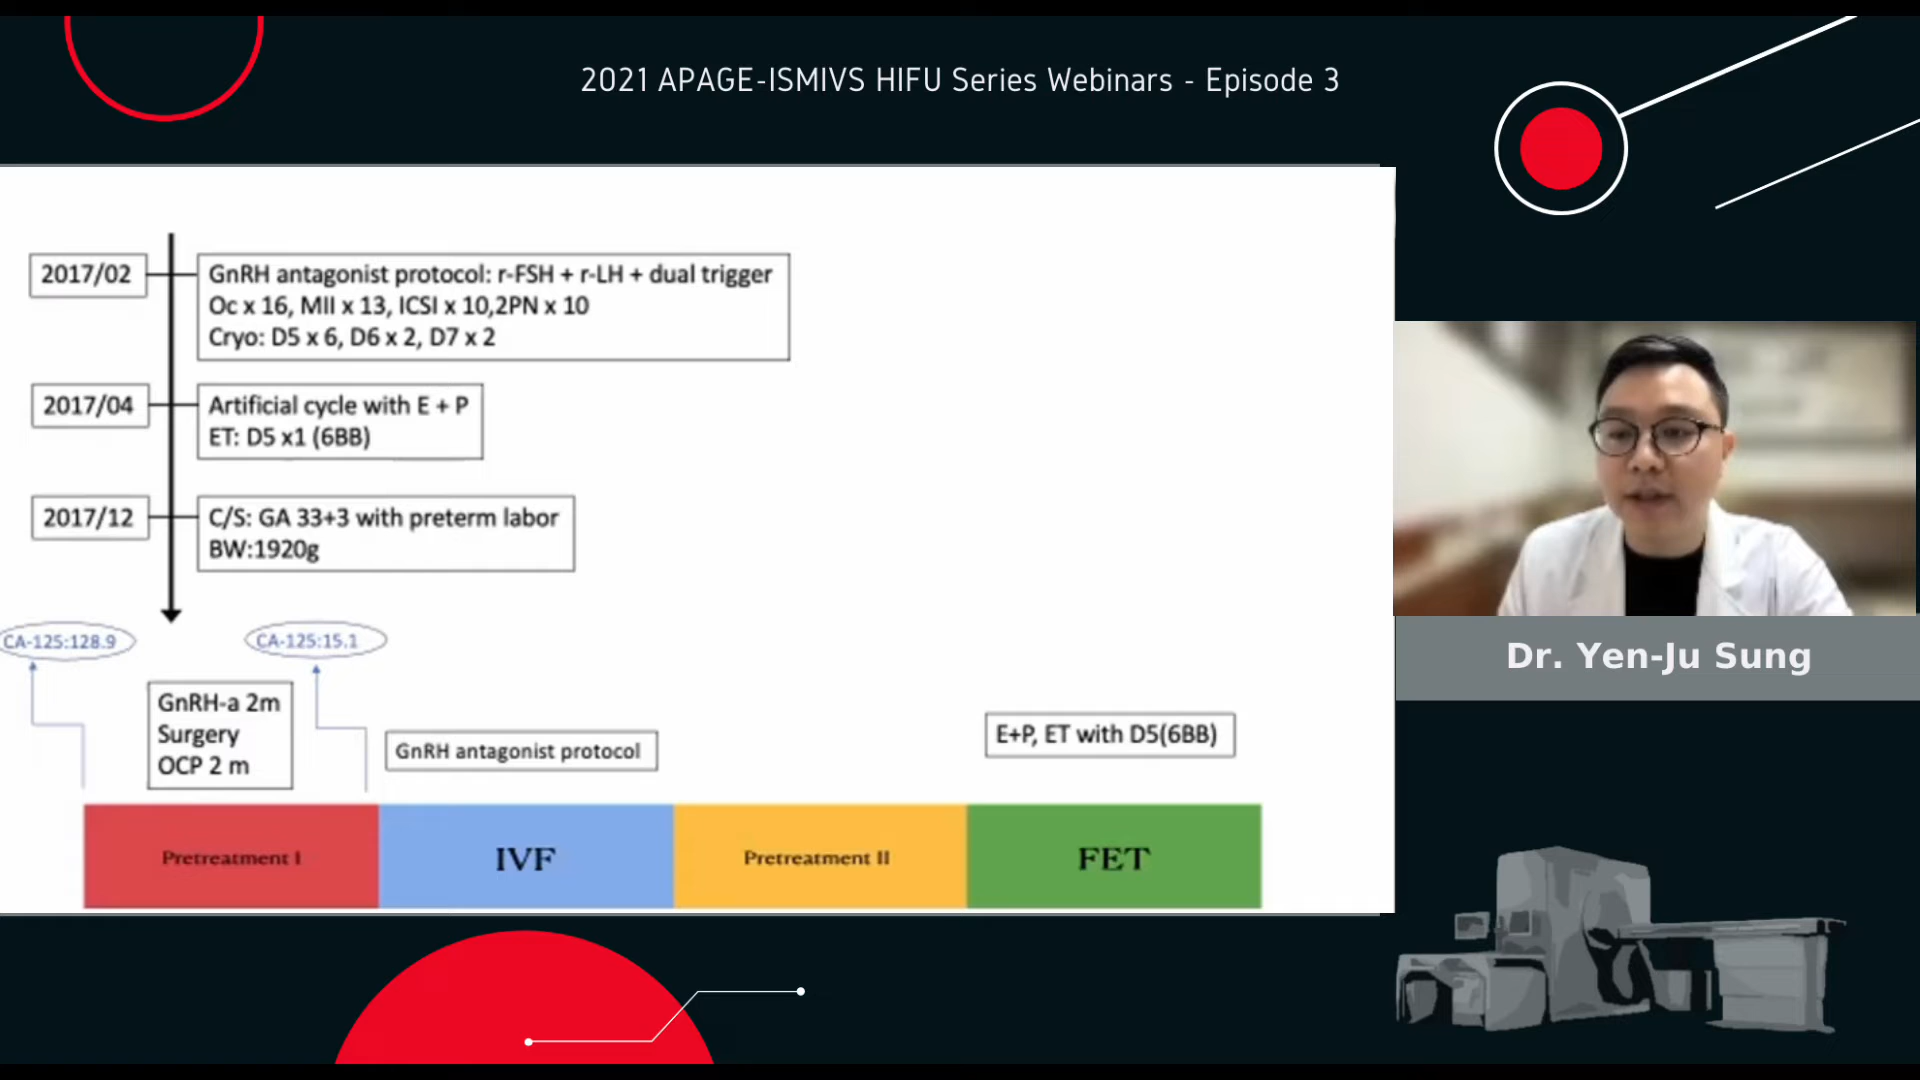 2021 APAGE-ISMIVS HIFU Series Webinars - Episode 3
2017/02
GnRH antagonist protocol: r-FSH + r-LH + dual trigger
Oc x 16, MII x 13, ICSI x 10,2PN x 10
Cryo: D5 x 6, D6 x 2, D7 x 2
2017/04
Artificial cycle with E + P
ET: D5 x1 (6BB)
2017/12
C/S: GA 33+3 with preterm labor
BW:1920g
CA-125:128.9
CA-125:15.1
GnRH-a 2m
Surgery
OCP 2 m
GnRH antagonist protocol
E+P, ET with D5(6BB)
Pretreatment I
IVF
Pretreatment II
FET
Dr. Yen-Ju Sung